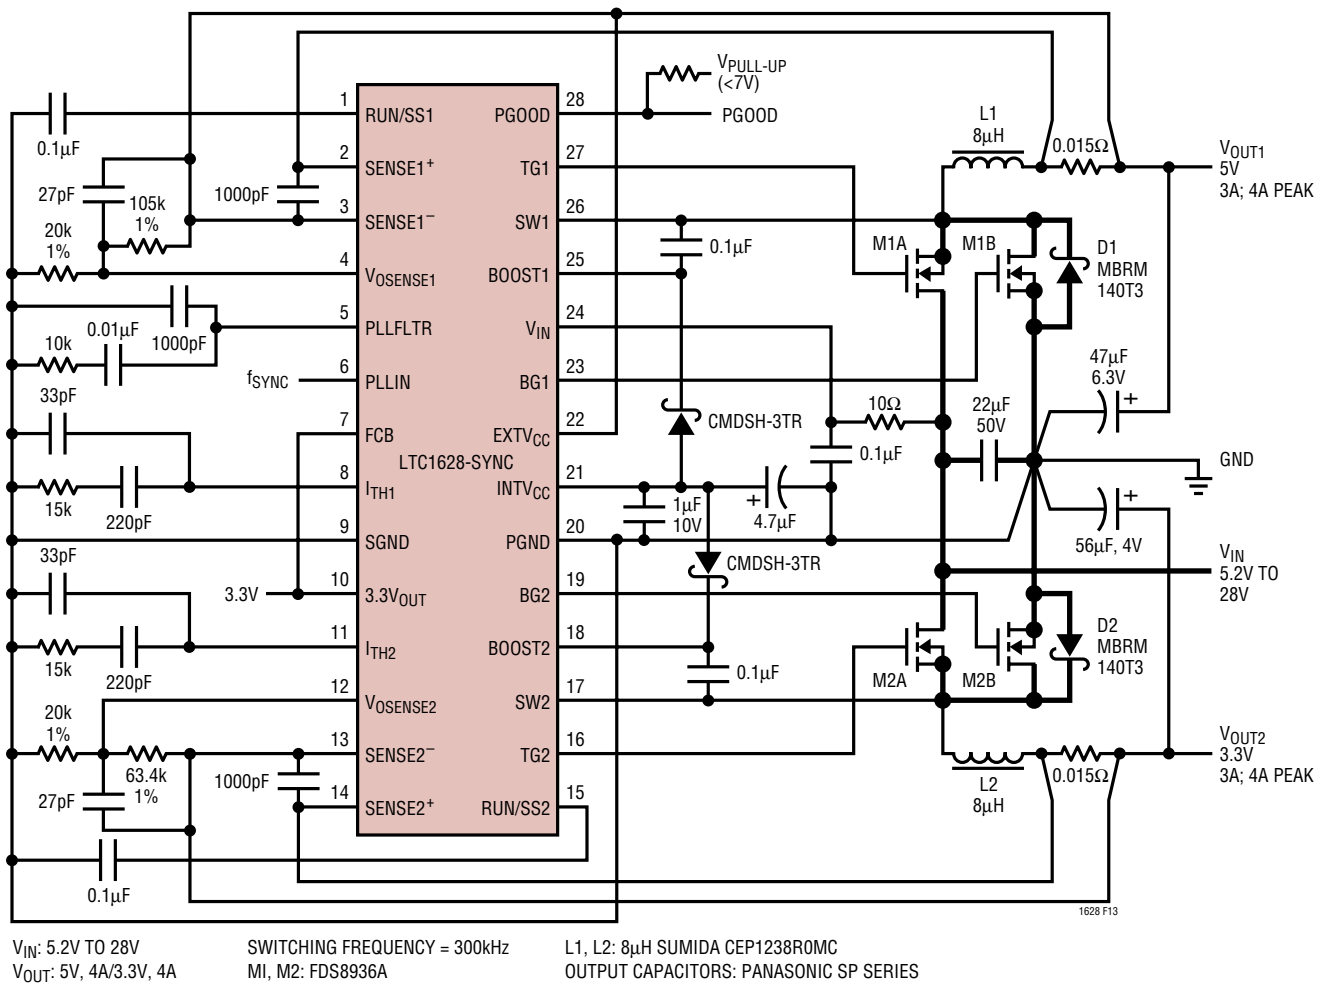 VPULL-UP
(<7V)
PGOOD
0.1µF
27pF
105k
1%
20k
1%
1000pF
0.01µF
1000pF
10k
fSYNC
33pF
15k
220pF
33pF
3.3V
15k
220pF
20k
1%
63.4k
1%
27pF
1000pF
0.1µF
1
RUN/SS1
2
SENSE1+
3
SENSE1−
4
VOSENSE1
5
PLLFLTR
6
PLLIN
7
FCB
LTC1628-SYNC
8
ITH1
9
SGND
10
3.3VOUT
11
ITH2
12
VOSENSE2
13
SENSE2−
14
SENSE2+
28
PGOOD
27
TG1
26
SW1
25
BOOST1
24
VIN
23
BG1
22
EXTVCC
21
INTVCC
20
PGND
19
BG2
18
BOOST2
17
SW2
16
TG2
15
RUN/SS2
0.1µF
CMDSH-3TR
10Ω
0.1µF
1µF
10V
+
4.7µF
CMDSH-3TR
0.1µF
L1
8µH
0.015Ω
VOUT1
5V
3A; 4A PEAK
M1A
M1B
D1
MBRM
140T3
47µF
6.3V
+
22µF
50V
GND
+
56µF, 4V
VIN
5.2V TO
28V
M2A
M2B
D2
MBRM
140T3
L2
8µH
0.015Ω
VOUT2
3.3V
3A; 4A PEAK
1628 F13
VIN: 5.2V TO 28V
VOUT: 5V, 4A/3.3V, 4A
SWITCHING FREQUENCY = 300kHz
MI, M2: FDS8936A
L1, L2: 8µH SUMIDA CEP1238R0MC
OUTPUT CAPACITORS: PANASONIC SP SERIES